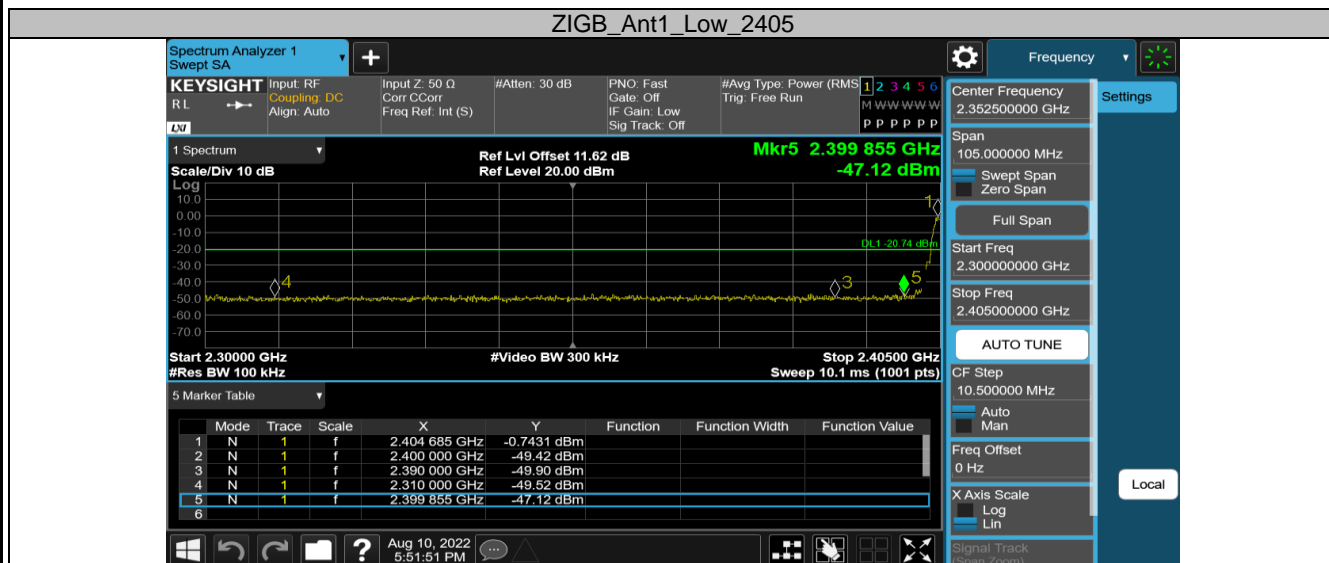 ZIGB_Ant1_Low_2405
Spectrum Analyzer 1
Swept SA
+
Frequency
KEYSIGHT
R L
LXI
Input: RF
Coupling: DC
Align: Auto
Input Z: 50 Ω
Corr CCorr
Freq Ref: Int (S)
#Atten: 30 dB
PNO: Fast
Gate: Off
IF Gain: Low
Sig Track: Off
#Avg Type: Power (RMS
Trig: Free Run
1 2 3 4 5 6
M W W W W W
P P P P P P
1 Spectrum
Scale/Div 10 dB
Ref Lvl Offset 11.62 dB
Ref Level 20.00 dBm
Mkr5 2.399 855 GHz
-47.12 dBm
Log
10.0
0.00
-10.0
-20.0
-30.0
-40.0
-50.0
-60.0
-70.0
1
DL1 -20.74 dBm
4
3
5
Start 2.30000 GHz
#Video BW 300 kHz
Stop 2.40500 GHz
#Res BW 100 kHz
Sweep 10.1 ms (1001 pts)
5 Marker Table
Mode Trace Scale X Y Function Function Width Function Value
1 N 1 f 2.404 685 GHz -0.7431 dBm
2 N 1 f 2.400 000 GHz -49.42 dBm
3 N 1 f 2.390 000 GHz -49.90 dBm
4 N 1 f 2.310 000 GHz -49.52 dBm
5 N 1 f 2.399 855 GHz -47.12 dBm
6
?
Aug 10, 2022
5:51:51 PM
Center Frequency
2.352500000 GHz
Span
105.000000 MHz
Swept Span
Zero Span
Full Span
Start Freq
2.300000000 GHz
Stop Freq
2.405000000 GHz
AUTO TUNE
CF Step
10.500000 MHz
Auto
Man
Freq Offset
0 Hz
X Axis Scale
Log
Lin
Signal Track
(Span Zoom)
Settings
Local